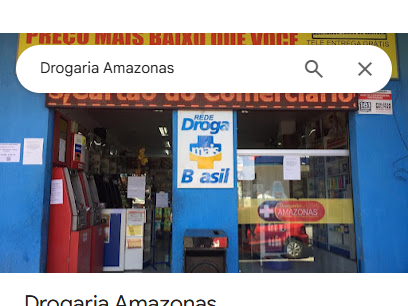 PREÇO MAIS BAIXO QUE VOCÊ
TELE ENTREGA GRÁTIS
Drogaria Amazonas
S/Cartão do Comerciário
REDE
Droga
mais
Brasil
AMAZONAS
Drogaria Amazonas